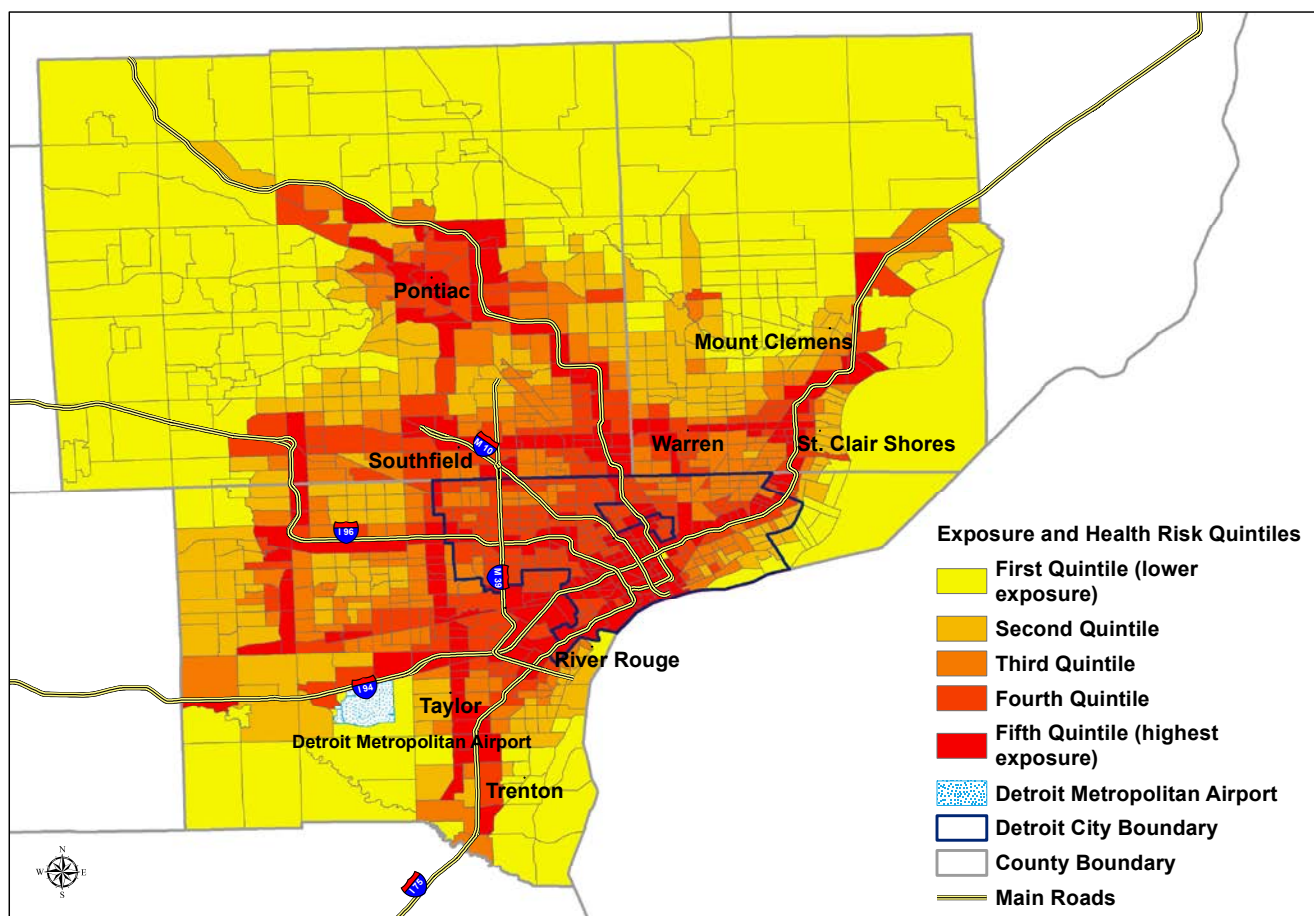 N
W E
S
Pontiac
Mount Clemens
M 10
Warren
St. Clair Shores
Southfield
I 96
M 39
River Rouge
I 94
Taylor
Detroit Metropolitan Airport
Trenton
I 75
Exposure and Health Risk Quintiles
First Quintile (lower
exposure)
Second Quintile
Third Quintile
Fourth Quintile
Fifth Quintile (highest
exposure)
Detroit Metropolitan Airport
Detroit City Boundary
County Boundary
Main Roads